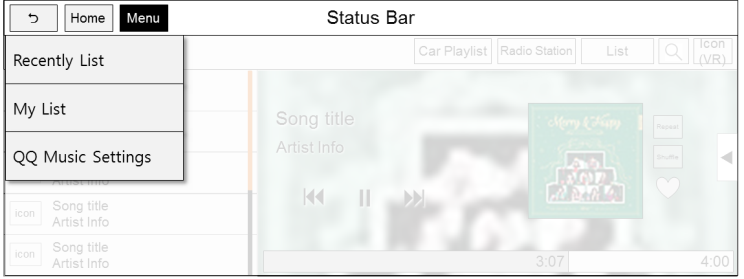 Home
Menu
Status Bar
Recently List
My List
QQ Music Settings
Car Playlist
Radio Station
List
Icon
(VR)
Artist Info
icon
Song title
Artist Info
icon
Song title
Artist Info
Song title
Artist Info
Merry & Happy
Repeat
Shuffle
3:07
4:00